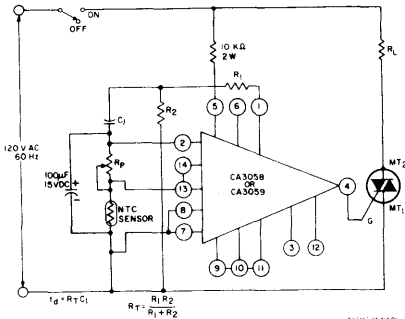 ON
OFF
10 KΩ
2W
R1
R2
RL
C1
5
6
1
120 V AC
60 Hz
2
RP
14
13
100µF
15VDC
+
-
NTC
SENSOR
8
7
CA3058
OR
CA3059
4
MT2
MT1
G
3
12
9
10
11
td = RTC1
RT = R1 R2 / R1 + R2